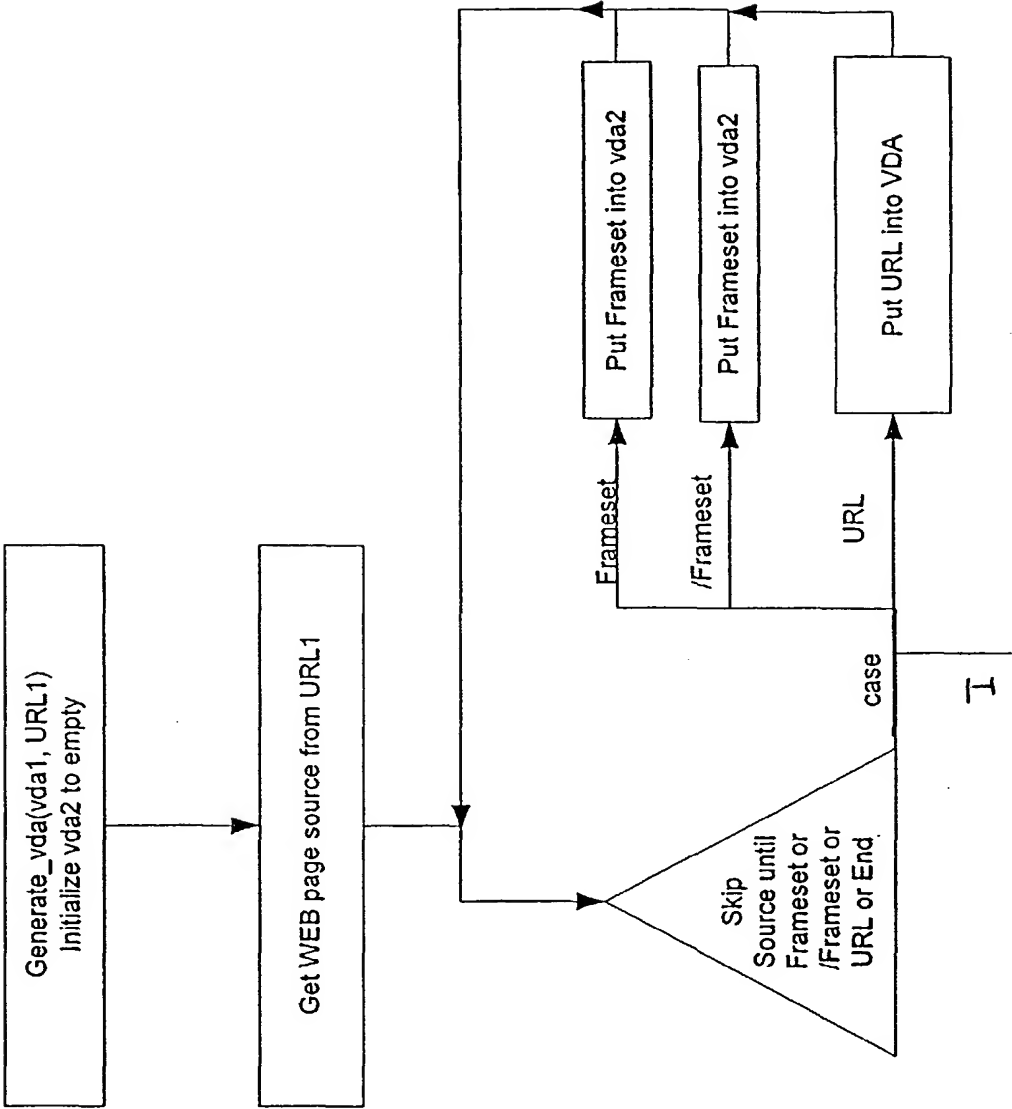 Generate_vda(vda1, URL1)
Initialize vda2 to empty
Get WEB page source from URL1
Skip
Source until
Frameset or
/Frameset or
URL or End
case
Frameset
/Frameset
URL
Put Frameset into vda2
Put Frameset into vda2
Put URL into VDA
I